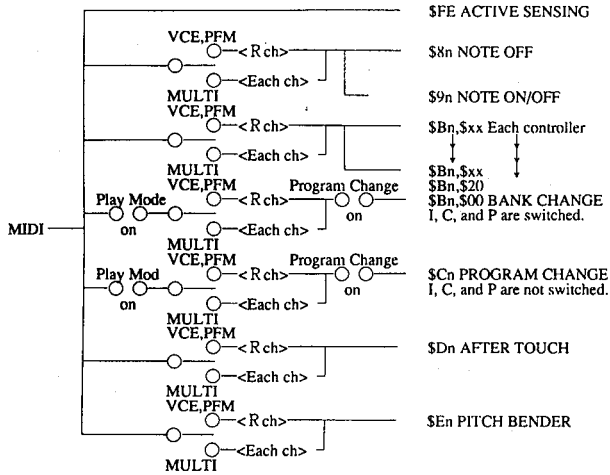 $FE ACTIVE SENSING
VCE,PFM
< R ch>
$8n NOTE OFF
<Each ch>
MULTI
$9n NOTE ON/OFF
VCE,PFM
< R ch>
$Bn,$xx Each controller
<Each ch>
MULTI
$Bn,$xx
$Bn,$20
VCE,PFM
Program Change
$Bn,$00 BANK CHANGE
Play Mode
< R ch>
I, C, and P are switched.
on
on
<Each ch>
MIDI
MULTI
VCE,PFM
Program Change
Play Mod
< R ch>
$Cn PROGRAM CHANGE
on
on
I, C, and P are not switched.
<Each ch>
MULTI
VCE,PFM
< R ch>
$Dn AFTER TOUCH
<Each ch>
MULTI
VCE,PFM
< R ch>
$En PITCH BENDER
<Each ch>
MULTI